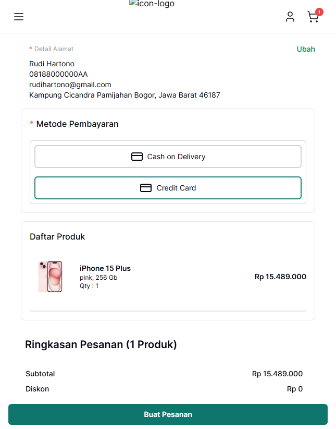 icon-logo
1
* Detail Alamat
Ubah
Rudi Hartono
08188000000AA
rudihartono@gmail.com
Kampung Cicandra Pamijahan Bogor, Jawa Barat 46187
* Metode Pembayaran
Cash on Delivery
Credit Card
Daftar Produk
iPhone 15 Plus
pink, 256 Gb
Qty : 1
Rp 15.489.000
Ringkasan Pesanan (1 Produk)
Subtotal Rp 15.489.000
Diskon Rp 0
Buat Pesanan